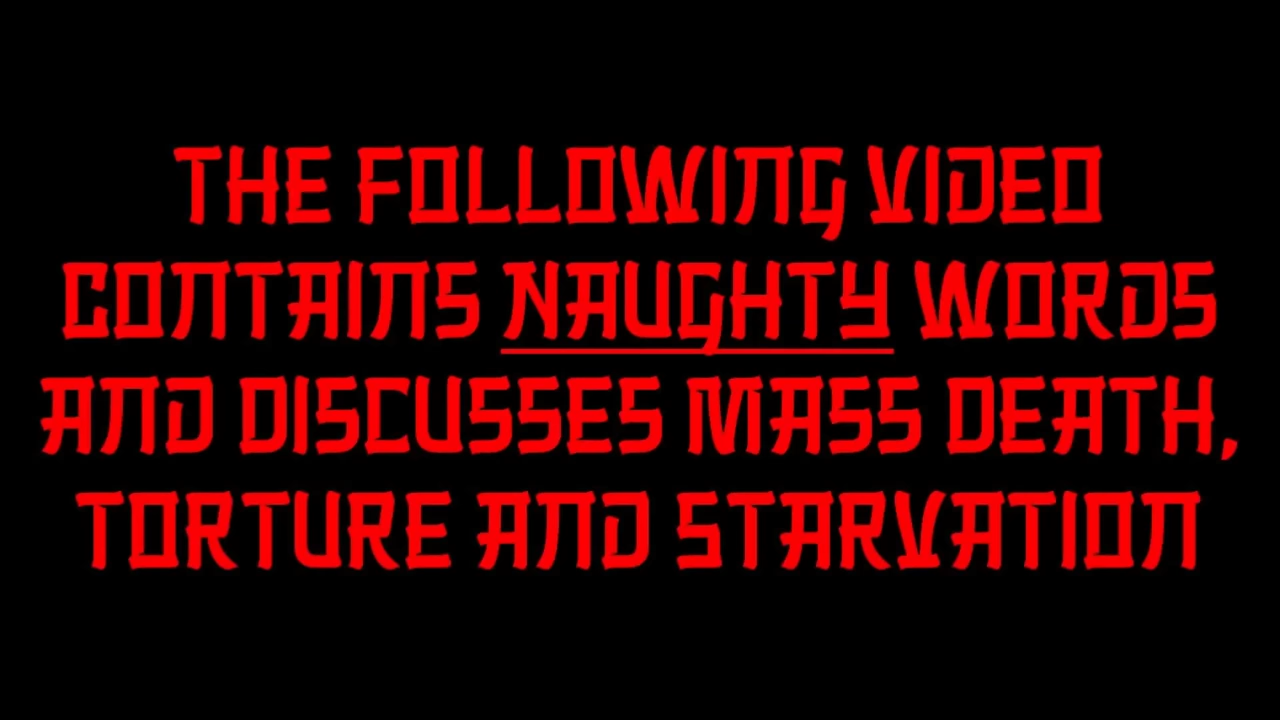 THE FOLLOWING VIDEO
CONTAINS NAUGHTY WORDS
AND DISCUSSES MASS DEATH,
TORTURE AND STARVATION